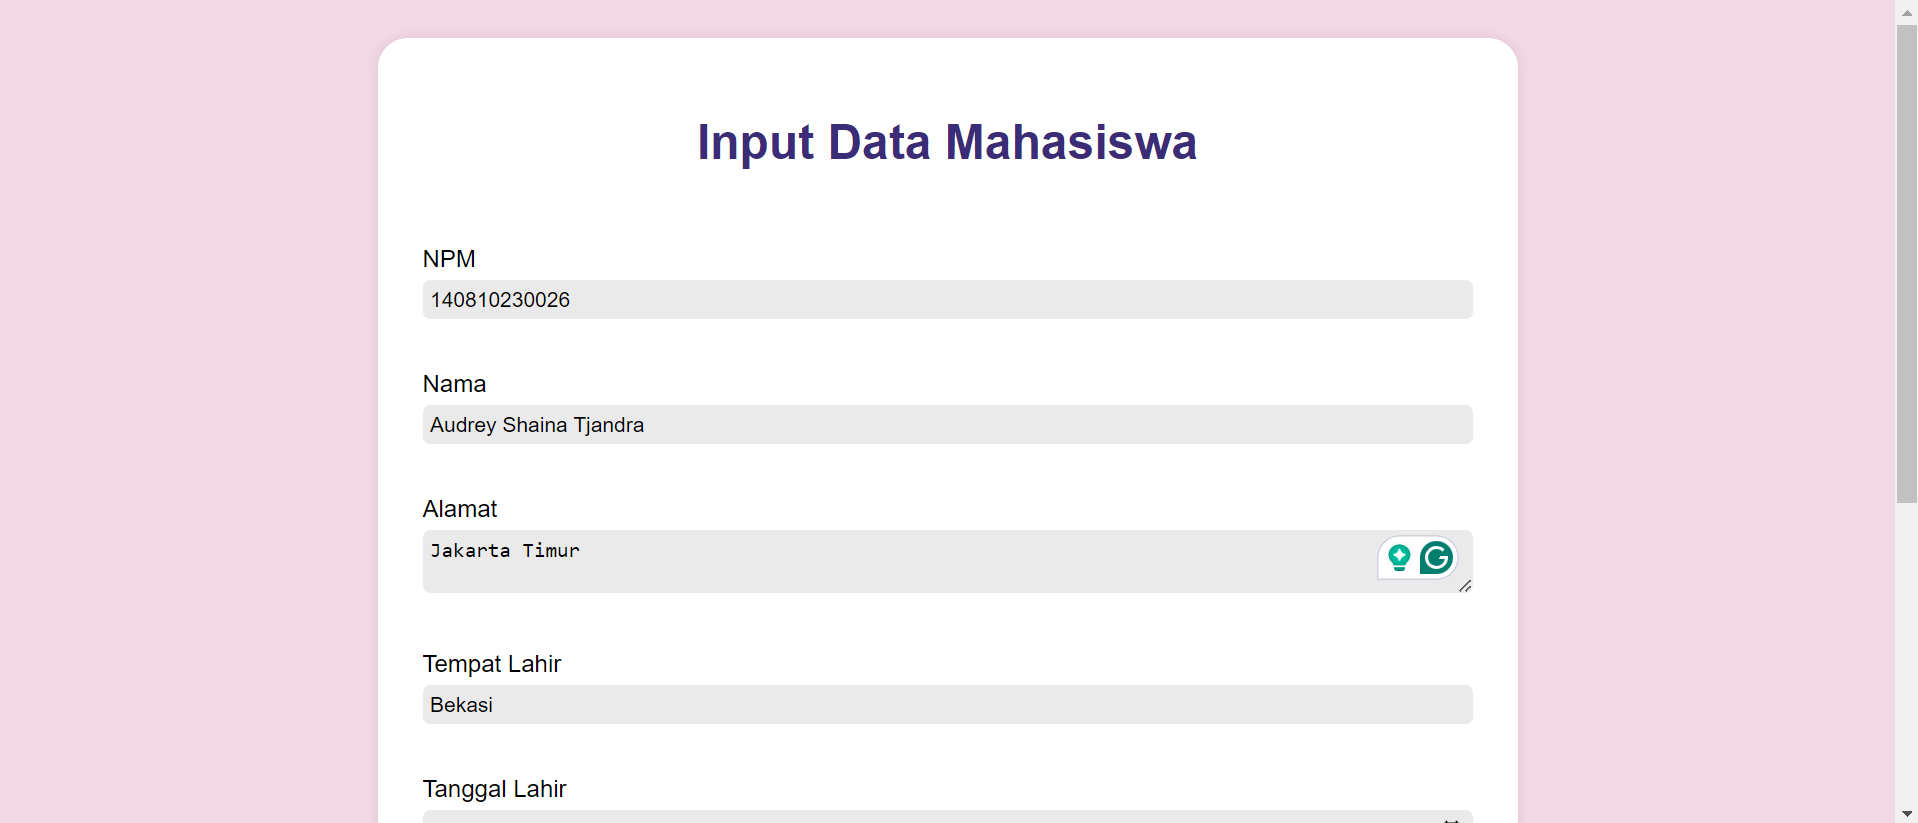 Input Data Mahasiswa
NPM
140810230026
Nama
Audrey Shaina Tjandra
Alamat
Jakarta Timur
Tempat Lahir
Bekasi
Tanggal Lahir